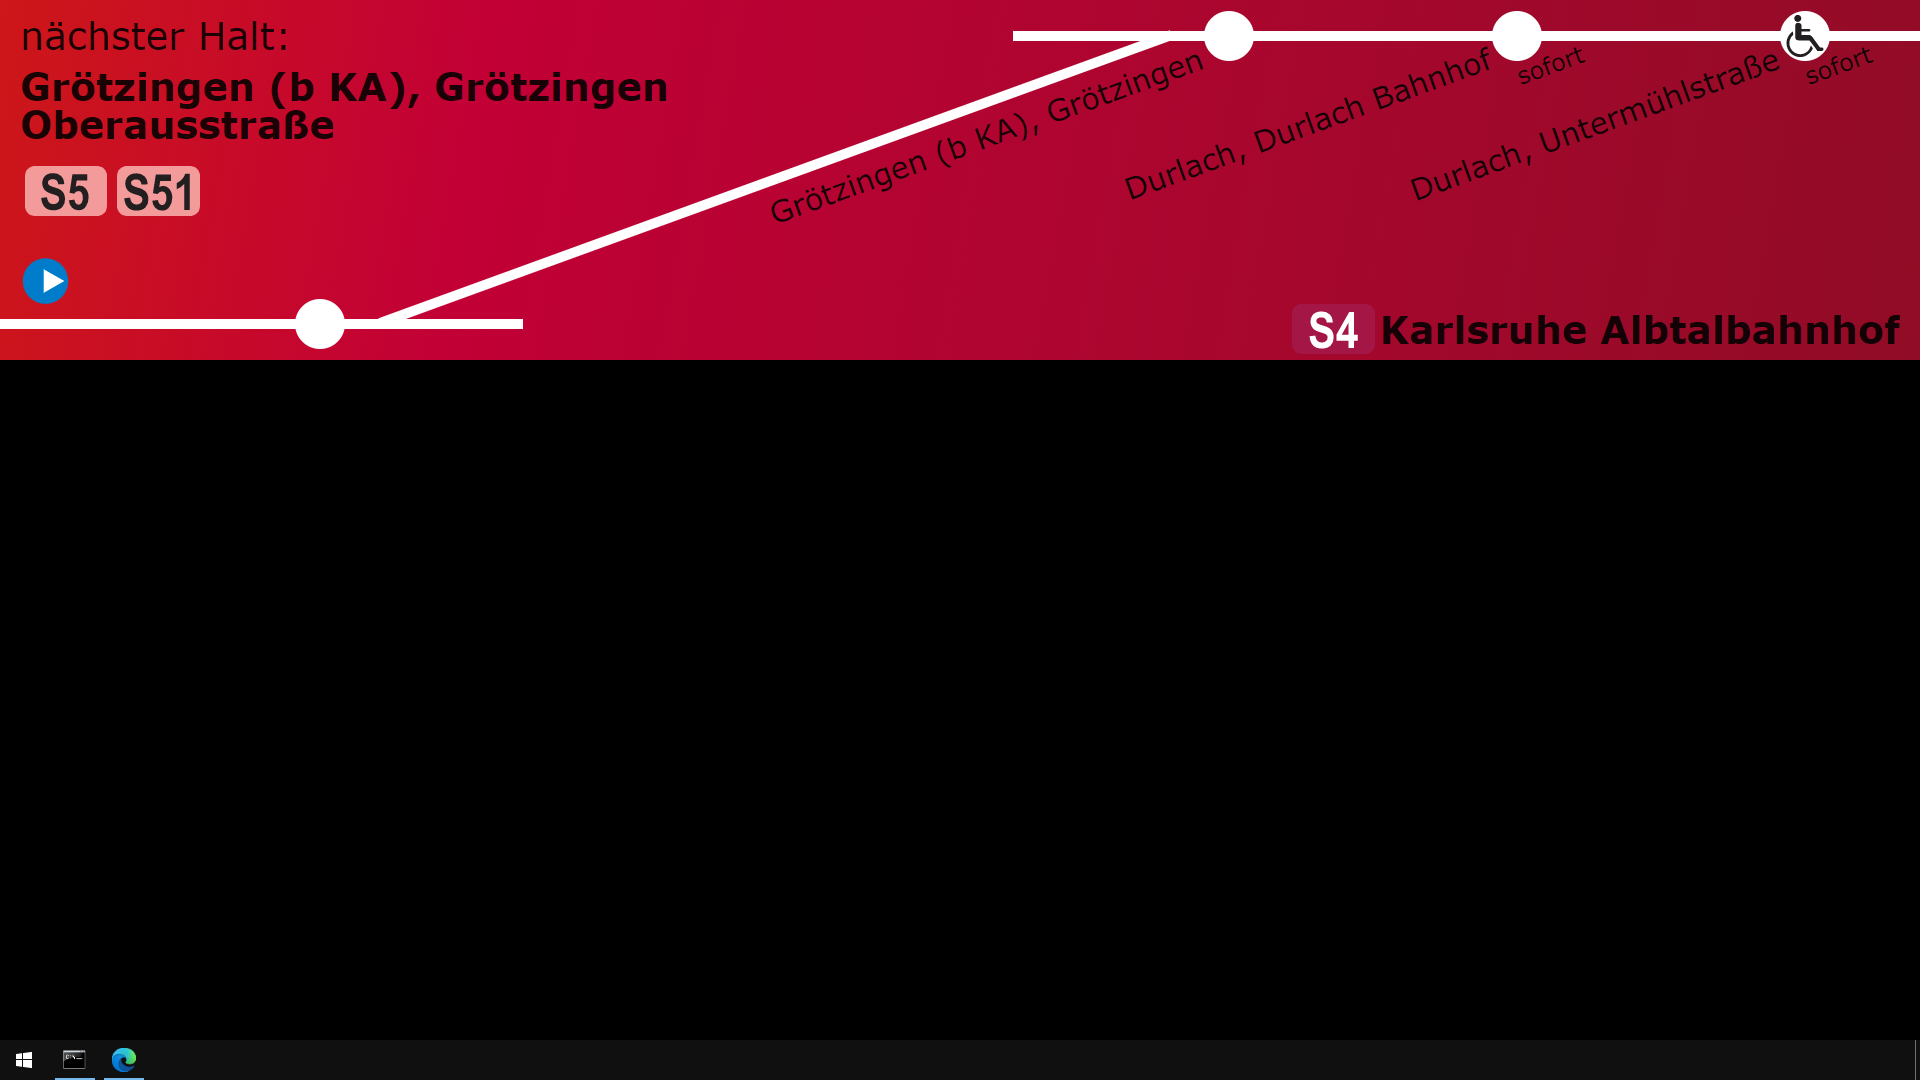 nächster Halt:
Grötzingen (b KA), Grötzingen
Oberausstraße
S5 S51
Grötzingen (b KA), Grötzingen
Durlach, Durlach Bahnhof
sofort
Durlach, Untermühlstraße
sofort
S4 Karlsruhe Albtalbahnhof